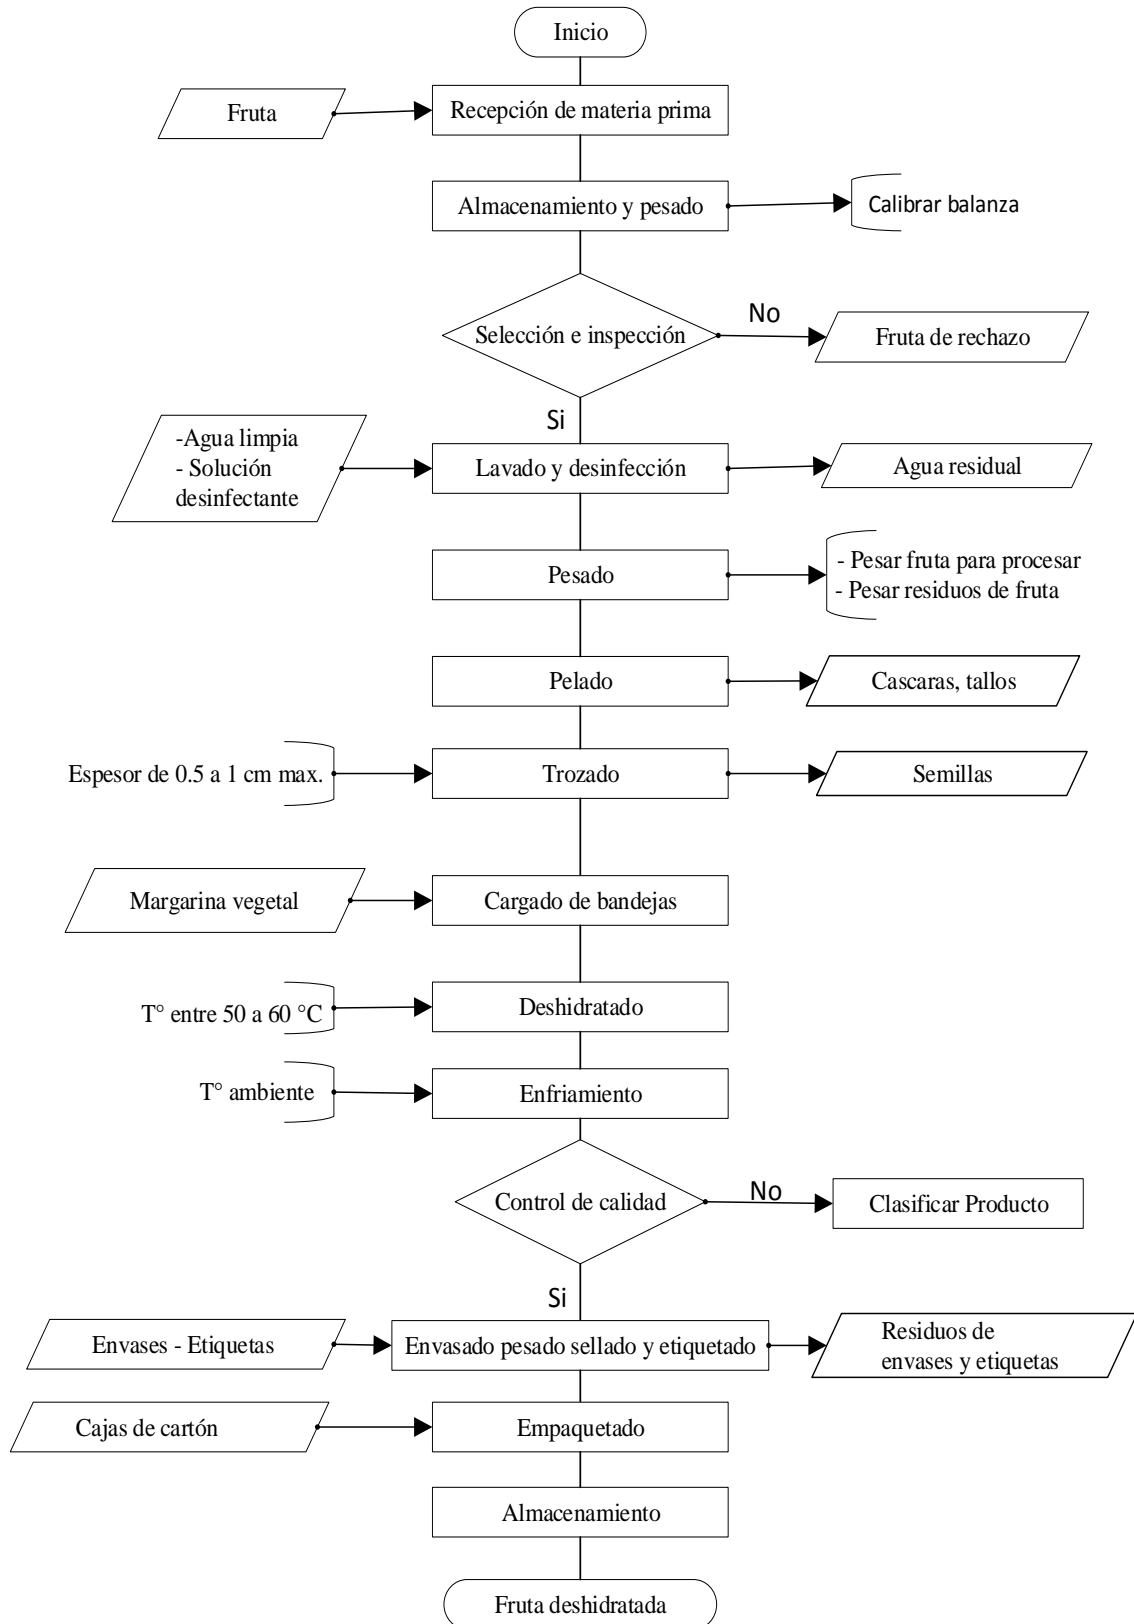 Inicio
Fruta
Recepción de materia prima
Almacenamiento y pesado
Calibrar balanza
Selección e inspección
No
Fruta de rechazo
Si
-Agua limpia
- Solución
desinfectante
Lavado y desinfección
Agua residual
Pesado
- Pesar fruta para procesar
- Pesar residuos de fruta
Pelado
Cascaras, tallos
Espesor de 0.5 a 1 cm max.
Trozado
Semillas
Margarina vegetal
Cargado de bandejas
T° entre 50 a 60 °C
Deshidratado
T° ambiente
Enfriamiento
Control de calidad
No
Clasificar Producto
Si
Envases - Etiquetas
Envasado pesado sellado y etiquetado
Residuos de
envases y etiquetas
Cajas de cartón
Empaquetado
Almacenamiento
Fruta deshidratada